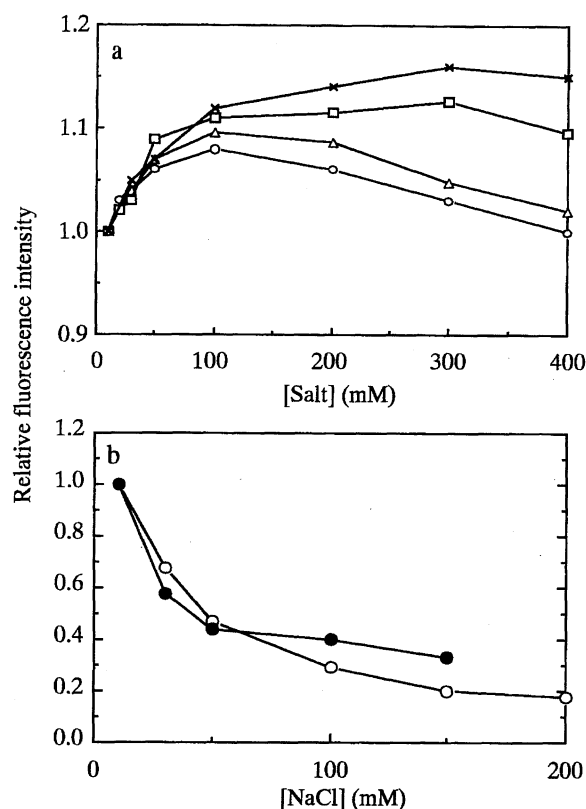 a
1.2
1.1
1.0
0.9
0 100 200 300 400
[Salt] (mM)
Relative fluorescence intensity
b
1.2
1.0
0.8
0.6
0.4
0.2
0.0
0 100 200
[NaCl] (mM)